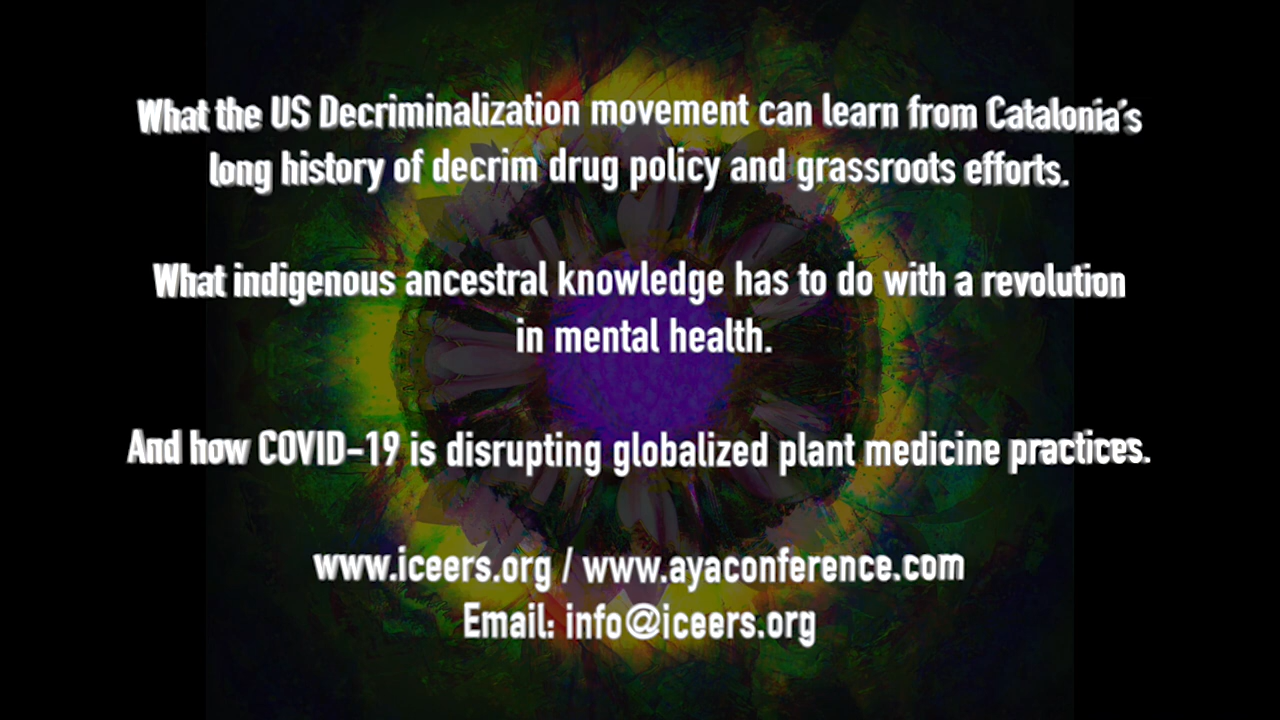 What the US Decriminalization movement can learn from Catalonia's
long history of decrim drug policy and grassroots efforts.
What indigenous ancestral knowledge has to do with a revolution
in mental health.
And how COVID-19 is disrupting globalized plant medicine practices.
www.iceers.org / www.ayaconference.com
Email: info@iceers.org